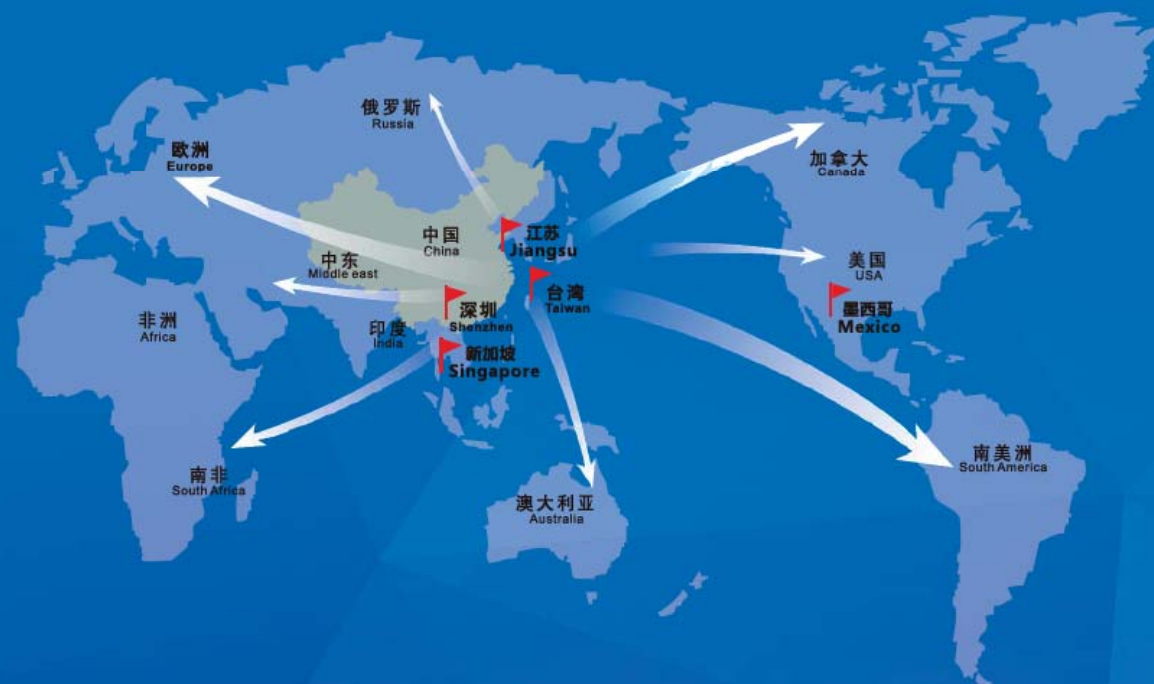 俄罗斯
Russia
欧洲
Europe
加拿大
Canada
中国
China
江苏
Jiangsu
中东
Middle east
美国
USA
台湾
Taiwan
深圳
Shenzhen
墨西哥
Mexico
非洲
Africa
印度
India
新加坡
Singapore
南美洲
South America
南非
South Africa
澳大利亚
Australia